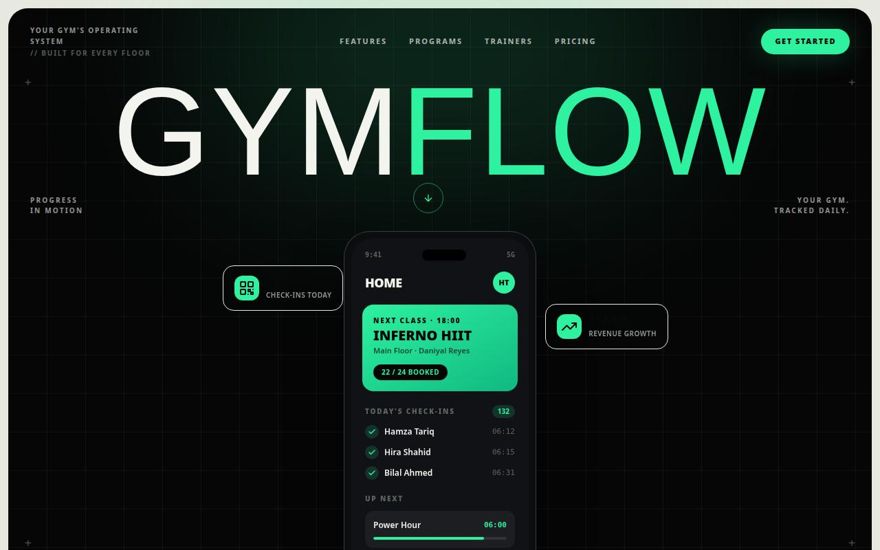 YOUR GYM'S OPERATING
SYSTEM
// BUILT FOR EVERY FLOOR
FEATURES PROGRAMS TRAINERS PRICING
GET STARTED
GYMFLOW
PROGRESS
IN MOTION
YOUR GYM.
TRACKED DAILY.
9:41 5G
HOME HT
CHECK-INS TODAY
NEXT CLASS · 18:00
INFERNO HIIT
Main Floor · Daniyal Reyes
22 / 24 BOOKED
REVENUE GROWTH
TODAY'S CHECK-INS 132
Hamza Tariq 06:12
Hira Shahid 06:15
Bilal Ahmed 06:31
UP NEXT
Power Hour 06:00